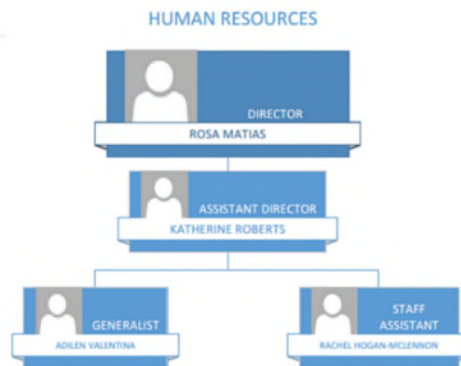 HUMAN RESOURCES
DIRECTOR
ROSA MATIAS
ASSISTANT DIRECTOR
KATHERINE ROBERTS
GENERALIST
ADILEN VALENTINA
STAFF
ASSISTANT
RACHEL HOGAN-MCLENNON